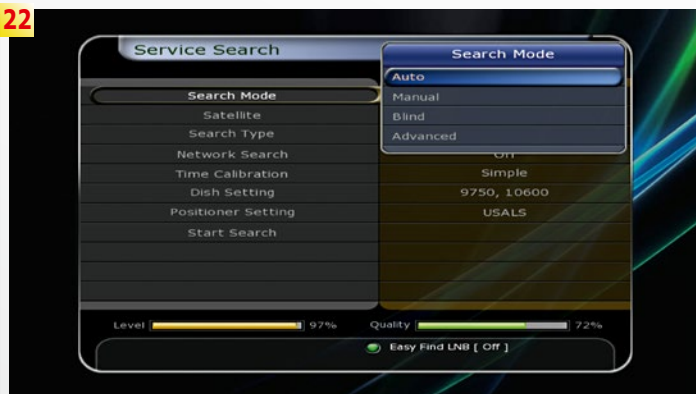 22
Service Search
Search Mode
Auto
Search Mode
Manual
Satellite
Blind
Search Type
Advanced
Network Search
Off
Time Calibration
Simple
Dish Setting
9750, 10600
Positioner Setting
USALS
Start Search
Level 97% Quality 72%
Easy Find LNB [ Off ]